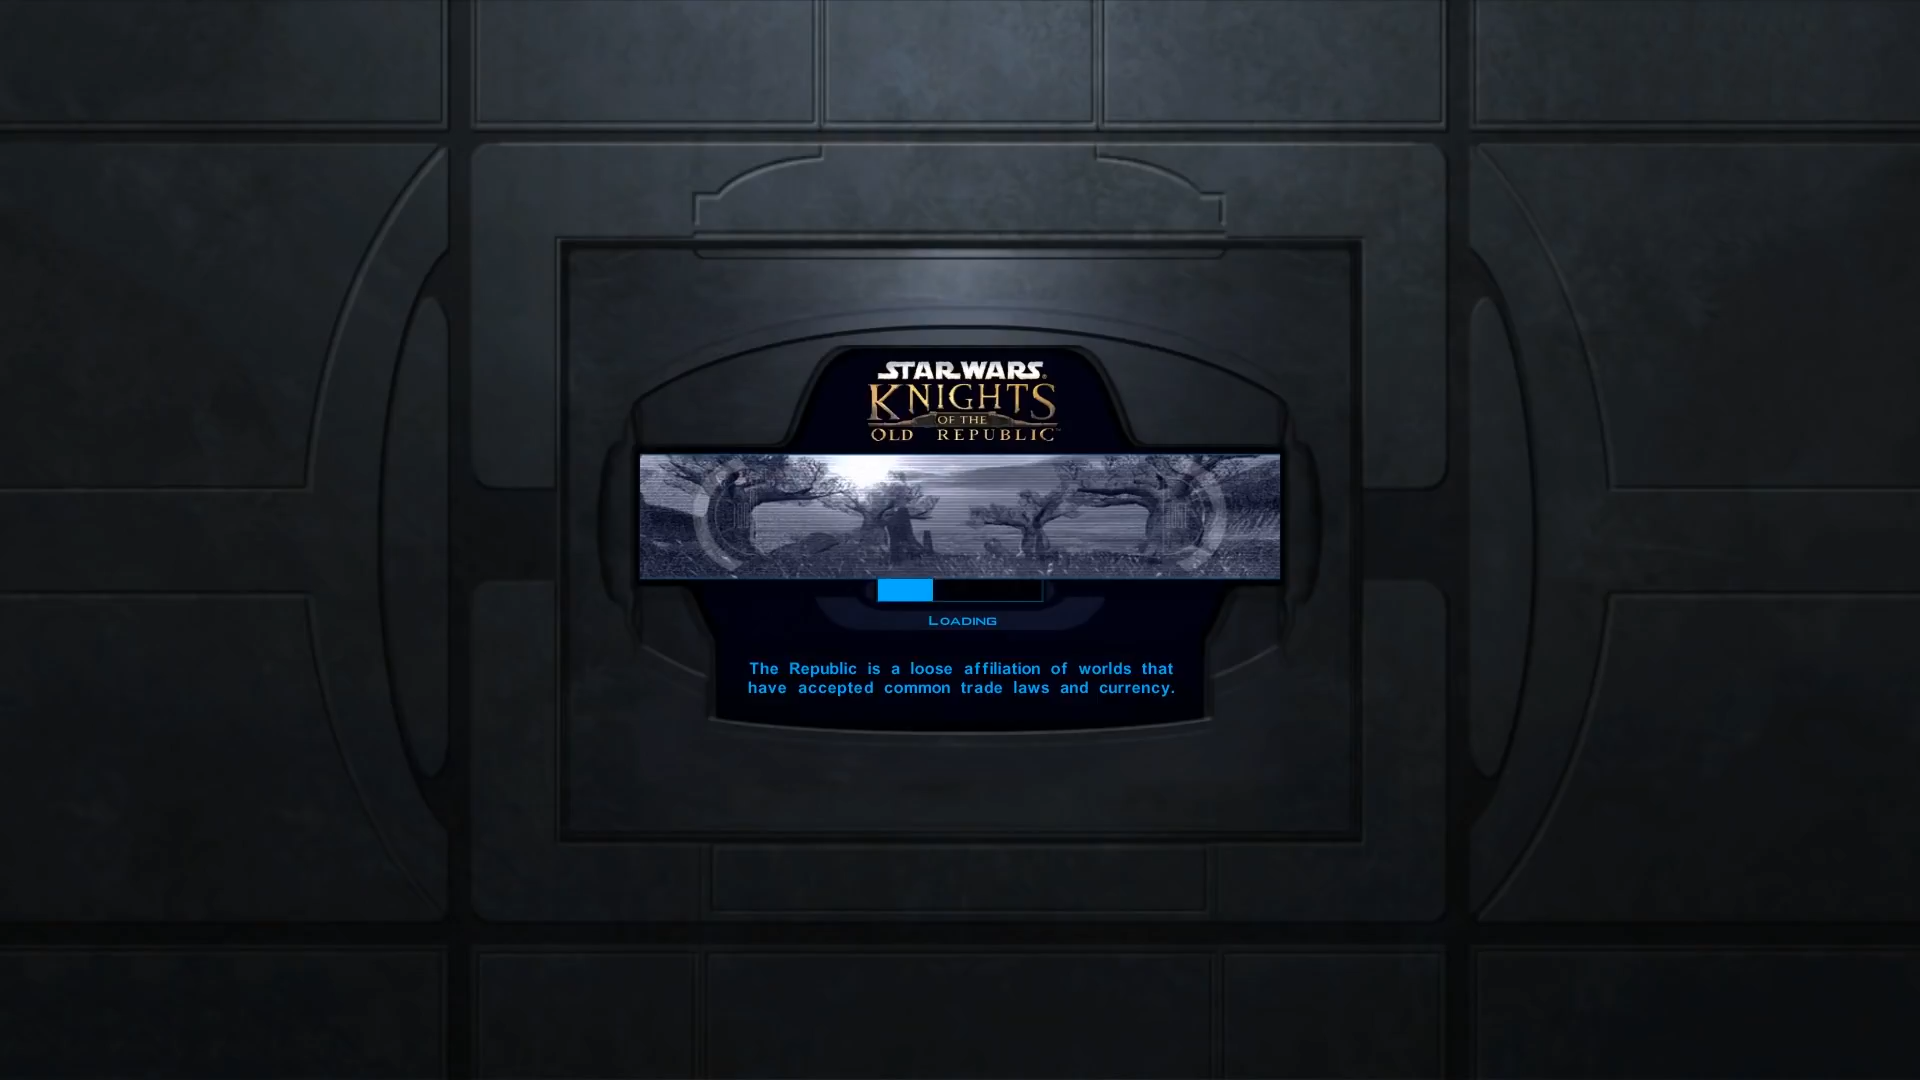 STAR WARS
KNIGHTS
OF THE
OLD REPUBLIC™
LOADING
The Republic is a loose affiliation of worlds that
have accepted common trade laws and currency.